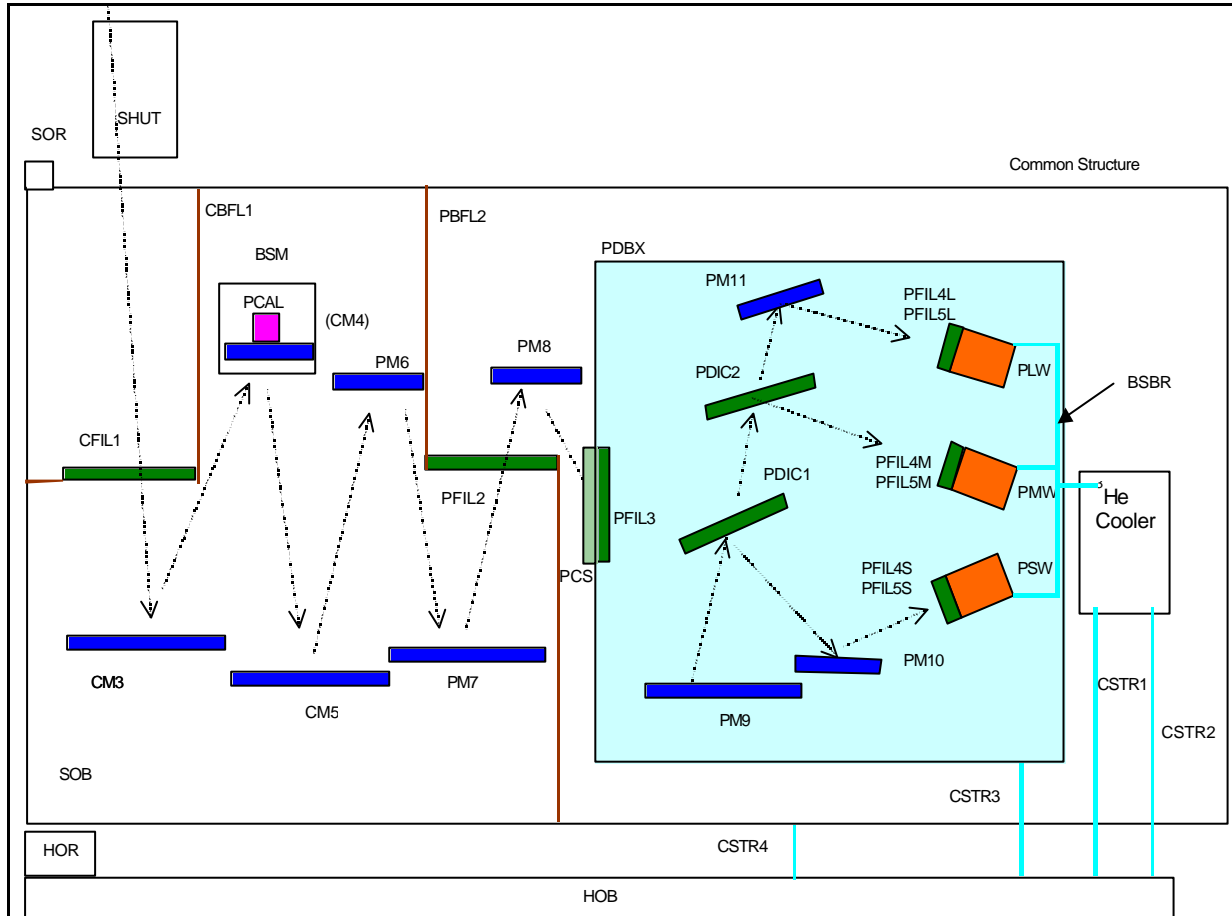 SHUT
SOR
Common Structure
CBFL1
PBFL2
BSM
PDBX
PCAL
(CM4)
PM11
PFIL4L
PFIL5L
PM6
PM8
PLW
PDIC2
BSBR
CFIL1
PFIL4M
PFIL5M
PDIC1
PMW
PFIL2
PFIL3
He
Cooler
PCS
PFIL4S
PFIL5S
PSW
CM3
PM7
PM10
CM5
PM9
CSTR1
CSTR2
SOB
CSTR3
HOR
CSTR4
HOB